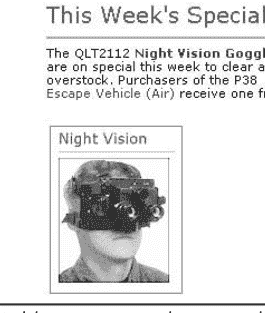 This Week's Special
The QLT2112 Night Vision Goggl
are on special this week to clear a
overstock. Purchasers of the P38
Escape Vehicle (Air) receive one fr
Night Vision